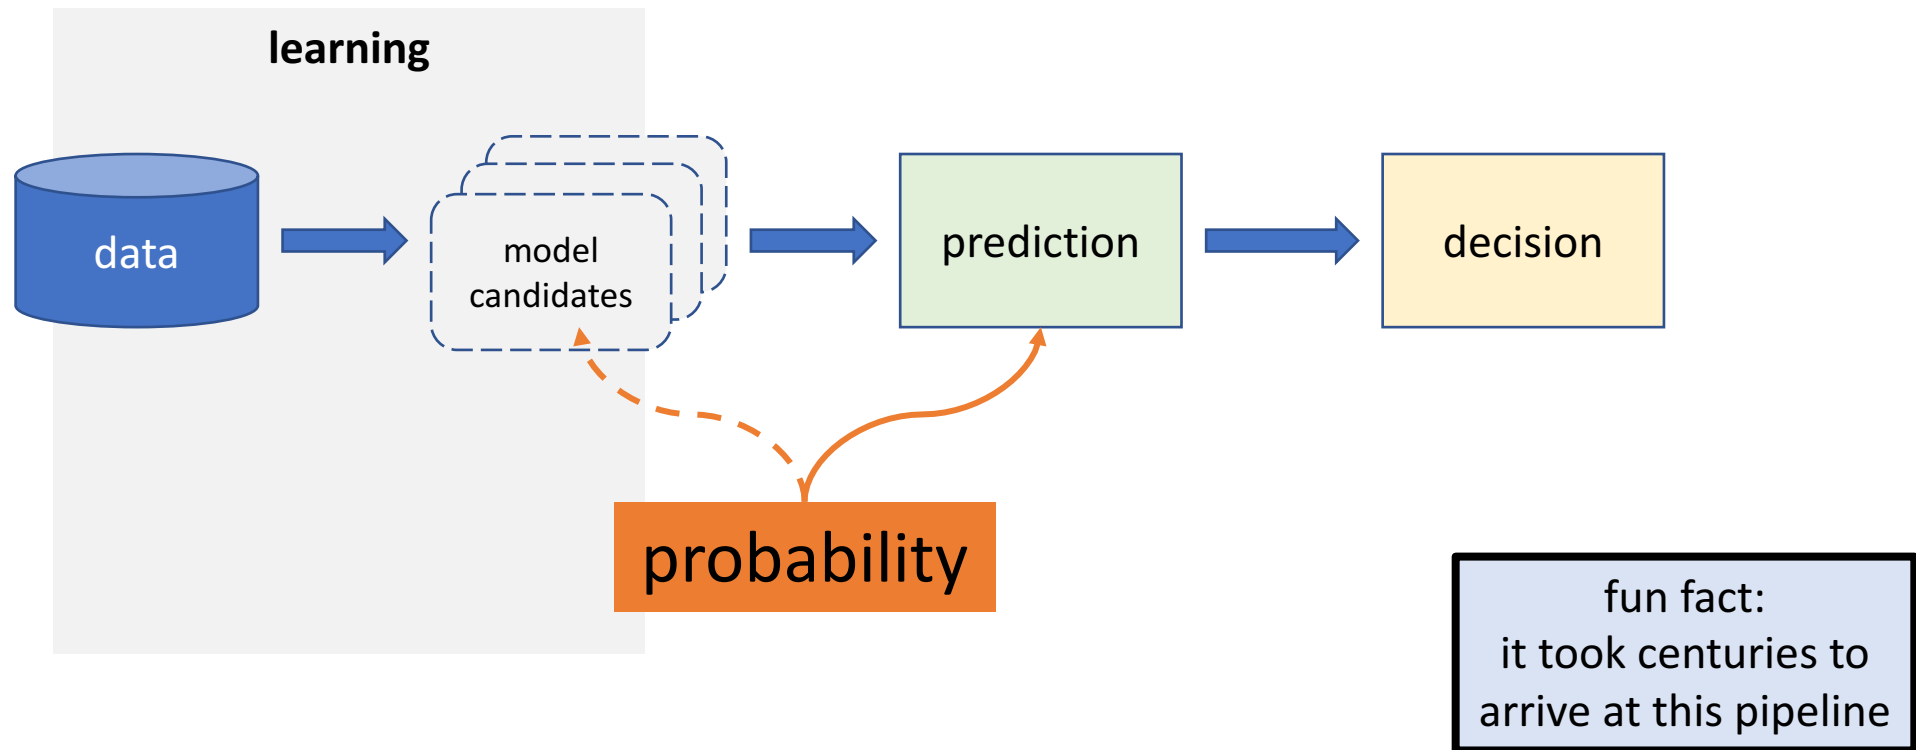 learning
data
model
candidates
prediction
decision
probability
fun fact:
it took centuries to
arrive at this pipeline